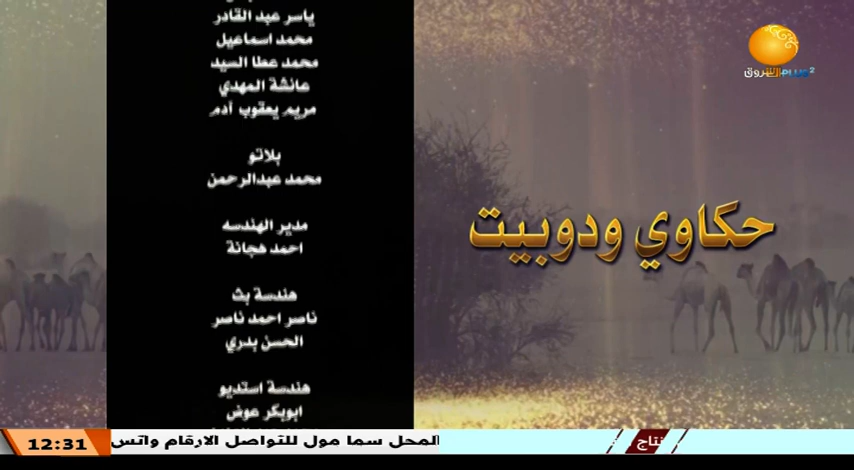 ياسر عبد القادر
محمد اسماعيل
محمد عطا السيد
عائشة المهدي
مريم يعقوب آدم
بلاتو
محمد عبدالرحمن
مدير الهندسه
احمد هجانة
هندسة بث
ناصر احمد ناصر
الحسن بدري
هندسة استديو
ابوبكر عوض
حكاوي ودوبيت
الشروق 2
12:31
المحل سما مول للتواصل الارقام واتس
نتاج